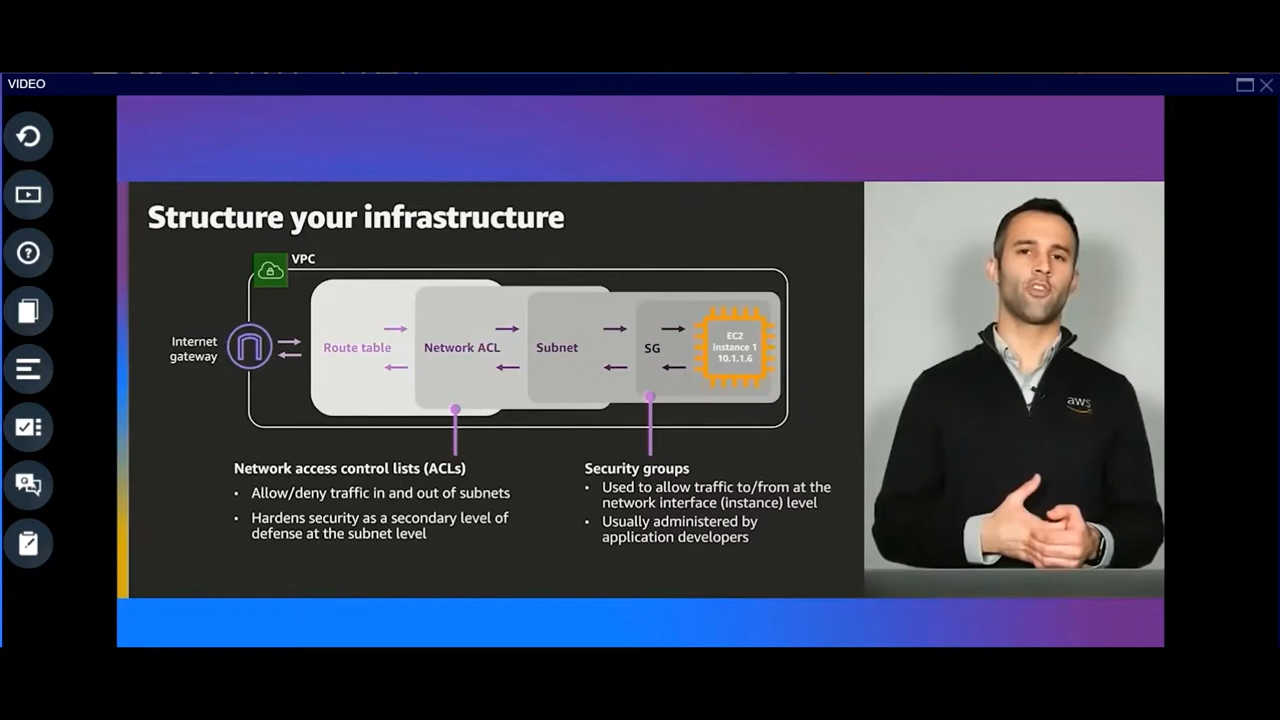 VIDEO
Structure your infrastructure
VPC
Internet
gateway
Route table
Network ACL
Subnet
SG
EC2
instance 1
10.1.1.6
Network access control lists (ACLs)
• Allow/deny traffic in and out of subnets
• Hardens security as a secondary level of
defense at the subnet level
Security groups
• Used to allow traffic to/from at the
network interface (instance) level
• Usually administered by
application developers
aws